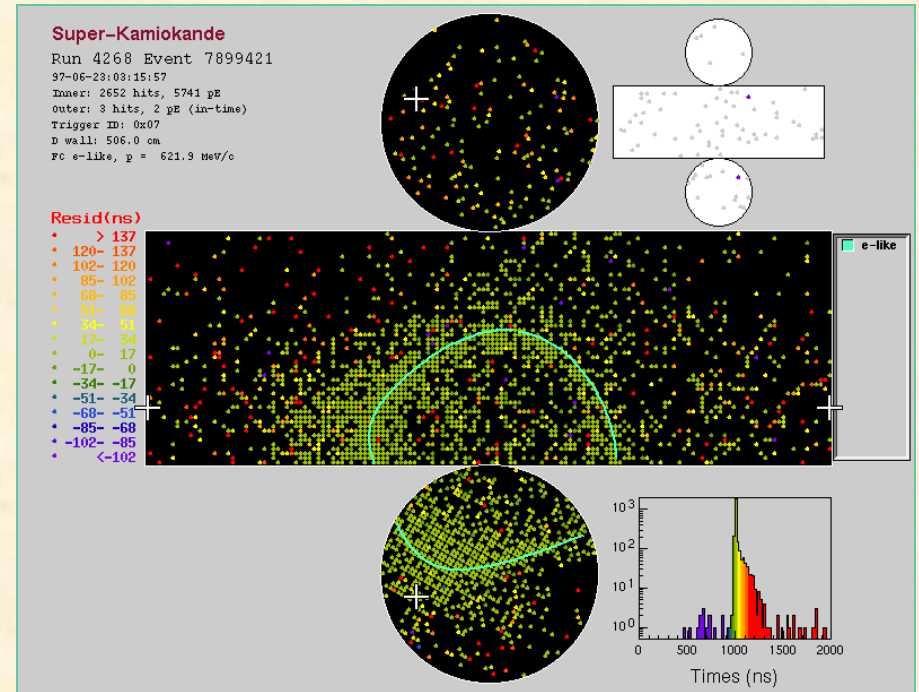 Super-Kamiokande
Run 4268 Event 7899421
97-06-23:03:15:57
Inner: 2652 hits, 5741 pE
Outer: 3 hits, 2 pE (in-time)
Trigger ID: 0x07
D wall: 506.0 cm
FC e-like, p = 621.9 MeV/c
Resid(ns)
> 137
120- 137
102- 120
85- 102
68- 85
51- 68
34- 51
17- 34
0- 17
-17- 0
-34- -17
-51- -34
-68- -51
-85- -68
-102- -85
<-102
e-like
10³
10²
10¹
10⁰
0 500 1000 1500 2000
Times (ns)